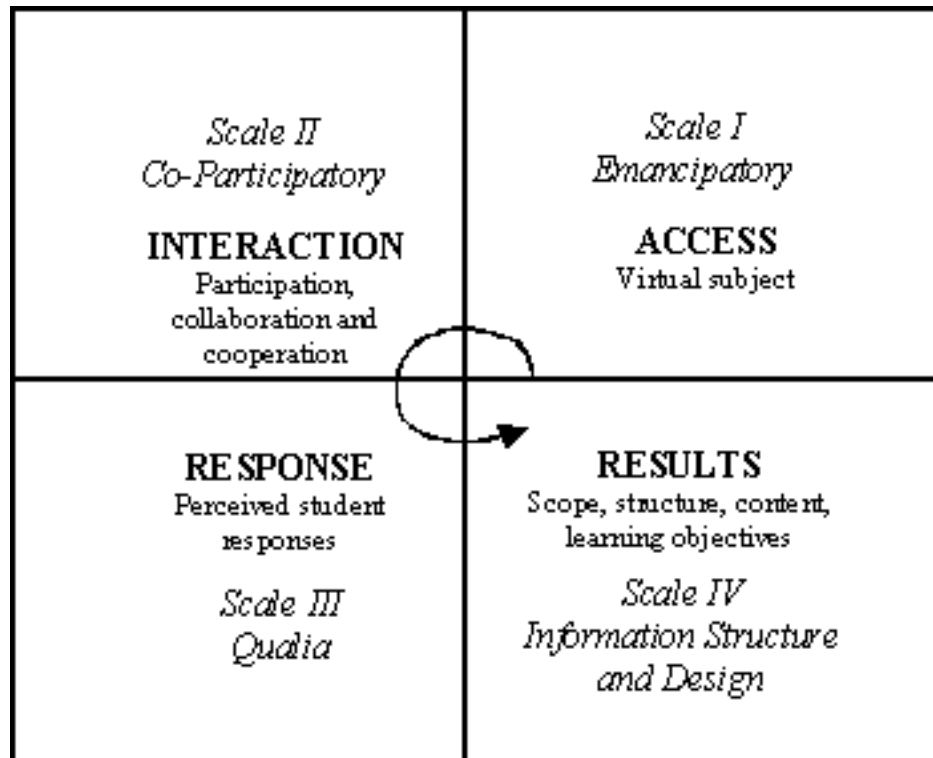 Scale II
Co-Participatory
INTERACTION
Participation,
collaboration and
cooperation
Scale I
Emancipatory
ACCESS
Virtual subject
RESPONSE
Perceived student
responses
Scale III
Qualia
RESULTS
Scope, structure, content,
learning objectives
Scale IV
Information Structure
and Design